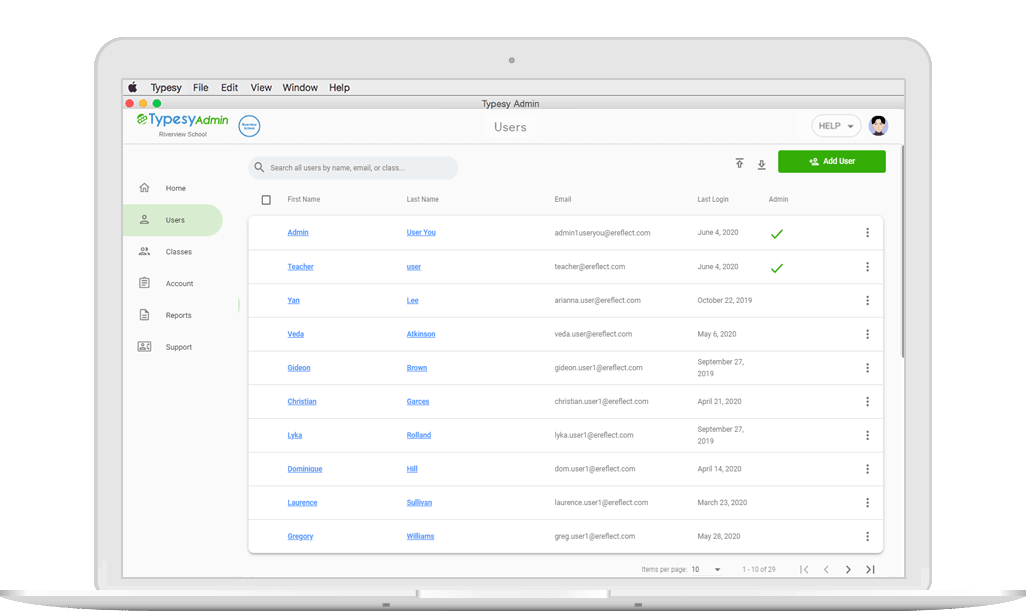 Typesy File Edit View Window Help
Typesy Admin
TypesyAdmin
Riverview School
Riverview School
Users
HELP
Search all users by name, email, or class...
Add User
Home
Users
Classes
Account
Reports
Support
First Name Last Name Email Last Login Admin
Admin User You admin1useryou@ereflect.com June 4, 2020
Teacher user teacher@ereflect.com June 4, 2020
Yan Lee arianna.user@ereflect.com October 22, 2019
Veda Atkinson veda.user@ereflect.com May 6, 2020
Gideon Brown gideon.user1@ereflect.com September 27,
2019
Christian Garces christian.user1@ereflect.com April 21, 2020
Lyka Rolland lyka.user1@ereflect.com September 27,
2019
Dominique Hill dom.user1@ereflect.com April 14, 2020
Laurence Sullivan laurence.user1@ereflect.com March 23, 2020
Gregory Williams greg.user1@ereflect.com May 28, 2020
Items per page: 10 1 - 10 of 29